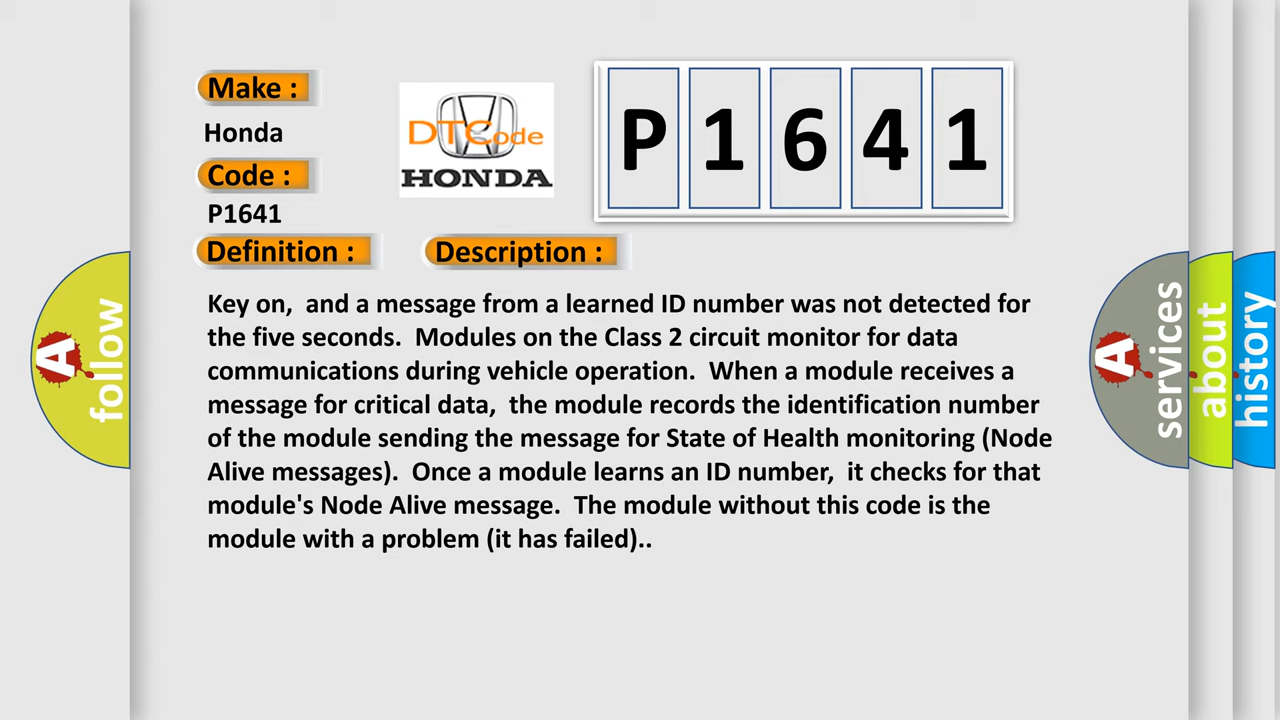 Make :
Honda
Code :
P1641
DTCode
HONDA
P 1 6 4 1
Definition :
Description :
Key on,  and a message from a learned ID number was not detected for
the five seconds  Modules on the Class 2 circuit monitor for data
communications during vehicle operation  When a module receives a
message for critical data,  the module records the identification number
of the module sending the message for State of Health monitoring (Node
Alive messages)  Once a module learns an ID number,  it checks for that
module's Node Alive message  The module without this code is the
module with a problem (it has failed)..
A follow
A services
about
history